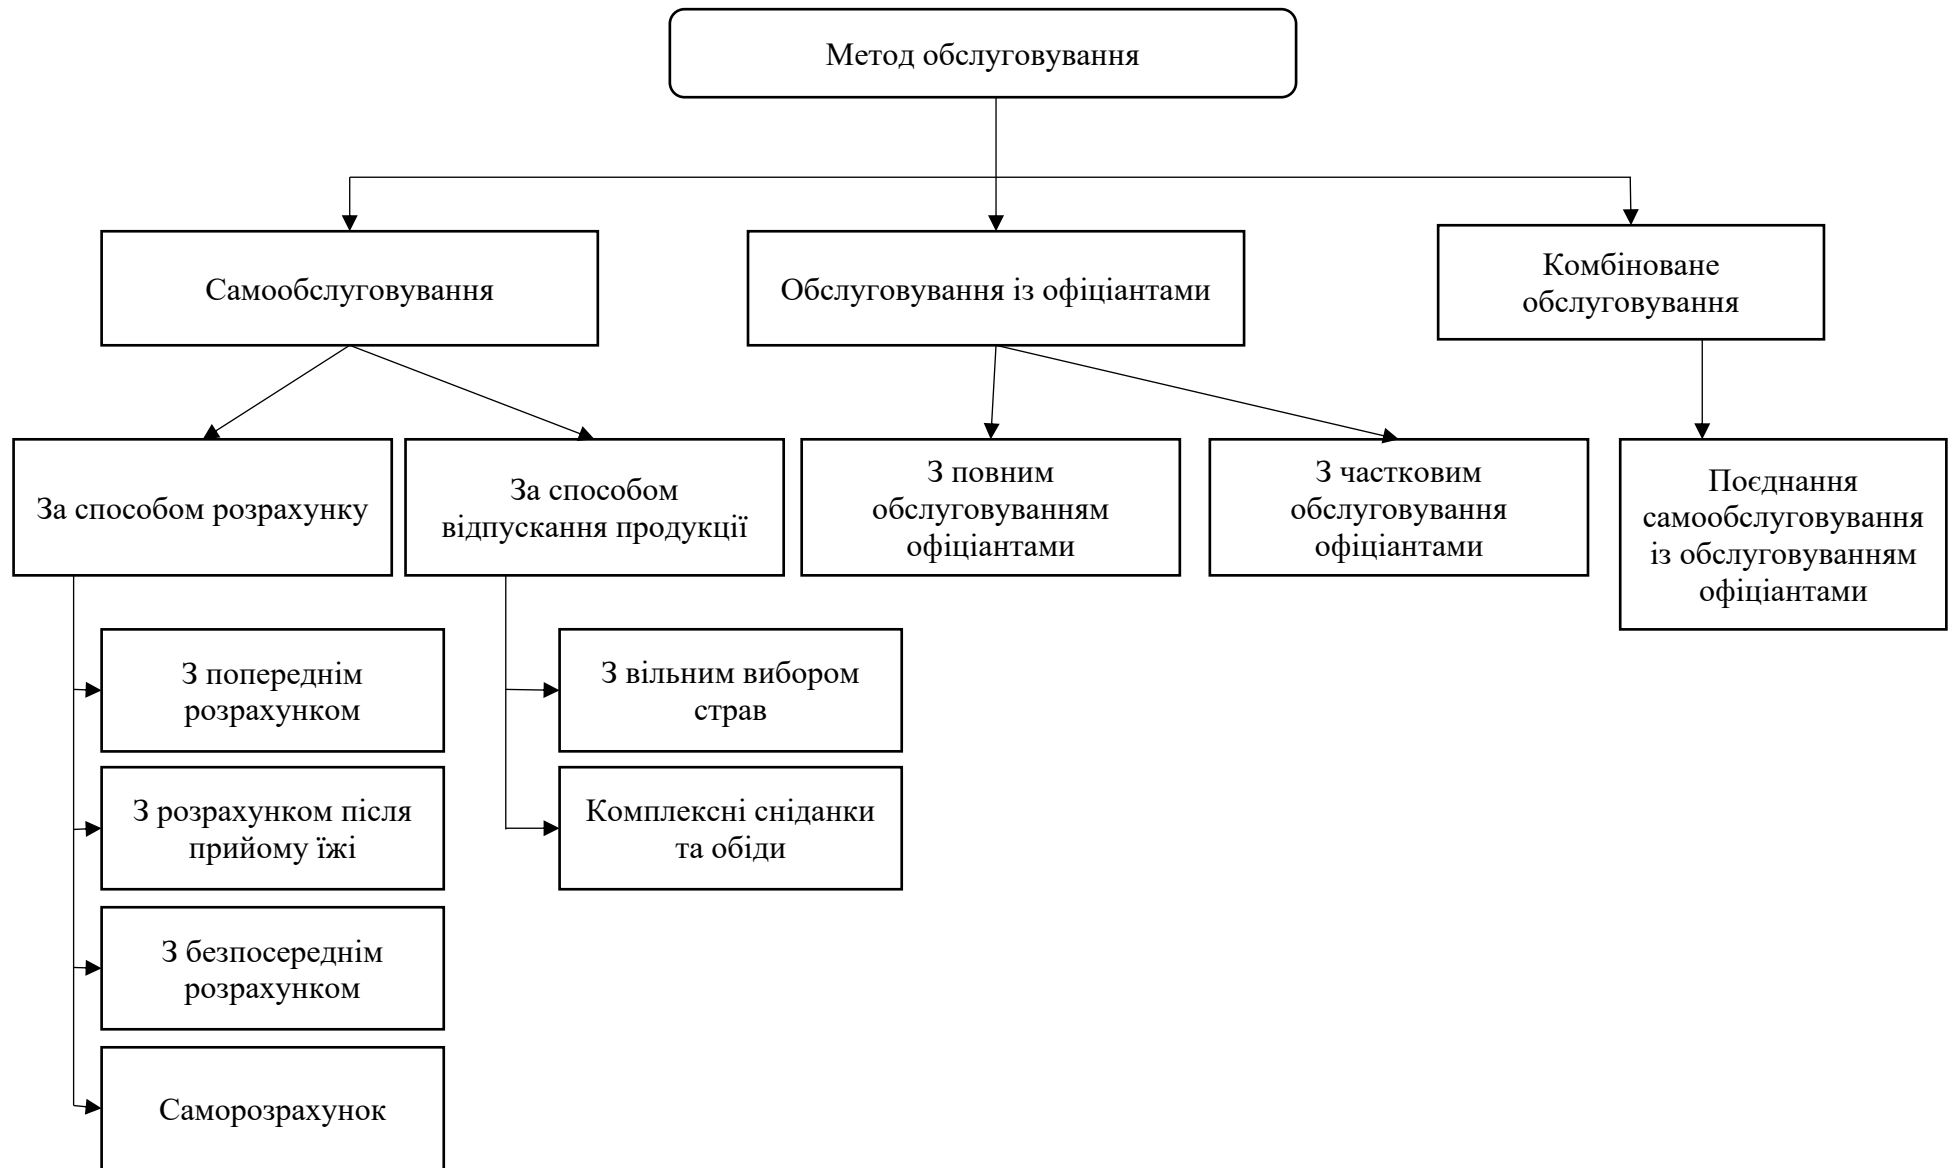 Метод обслуговування
Самообслуговування
Обслуговування із офіціантами
Комбіноване
обслуговування
За способом розрахунку
За способом
відпускання продукції
З повним
обслуговуванням
офіціантами
З частковим
обслуговування
офіціантами
Поєднання
самообслуговування
із обслуговуванням
офіціантами
З попереднім
розрахунком
З розрахунком після
прийому їжі
З безпосереднім
розрахунком
Саморозрахунок
З вільним вибором
страв
Комплексні сніданки
та обіди